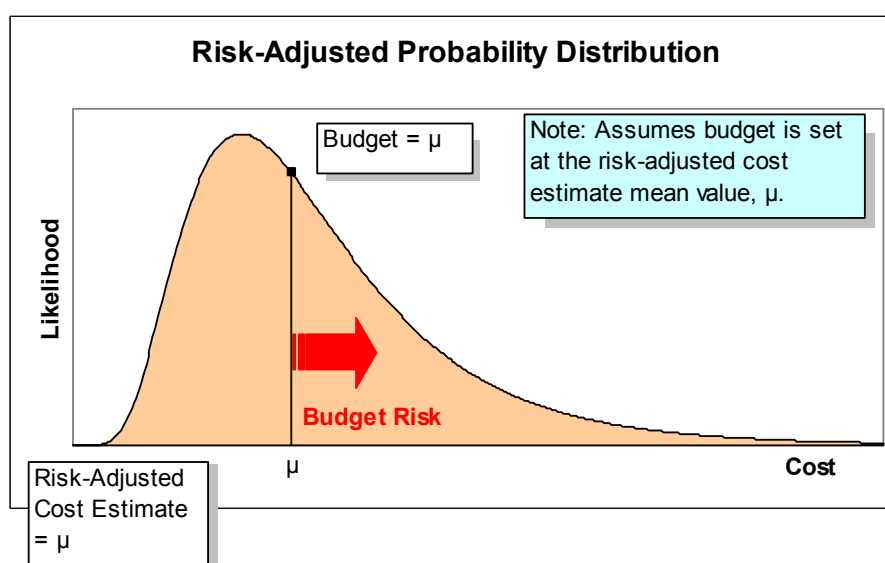 Risk-Adjusted Probability Distribution
Budget = μ
Note: Assumes budget is set
at the risk-adjusted cost
estimate mean value, μ.
Likelihood
Budget Risk
μ
Cost
Risk-Adjusted
Cost Estimate
= μ